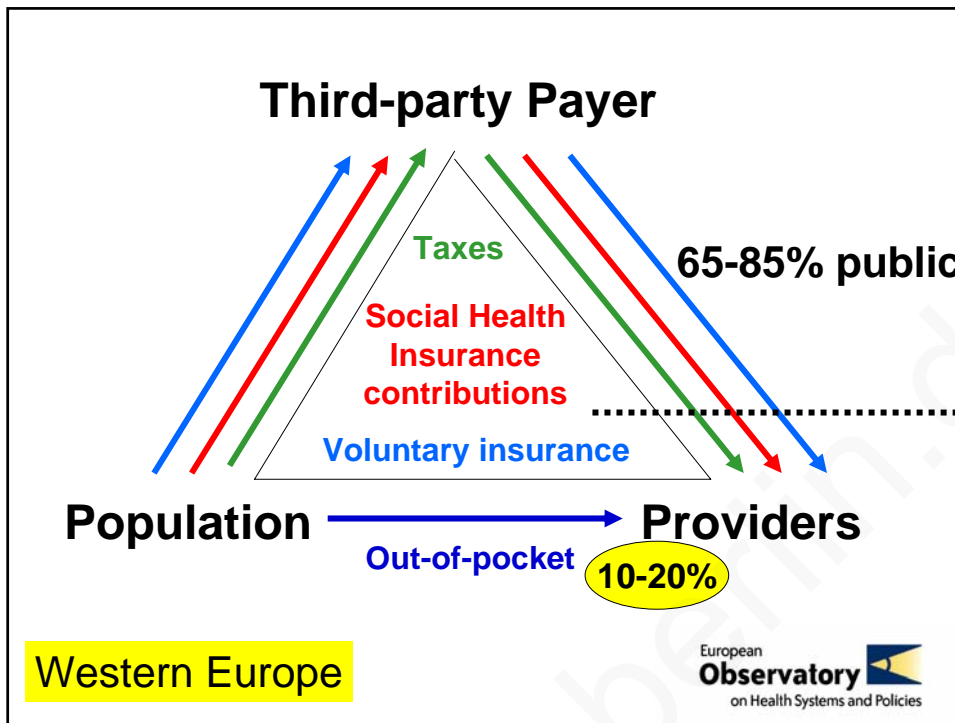 Third-party Payer
Taxes
65-85% public
Social Health
Insurance
contributions
Voluntary insurance
Population
Providers
Out-of-pocket
10-20%
Western Europe
European
Observatory
on Health Systems and Policies